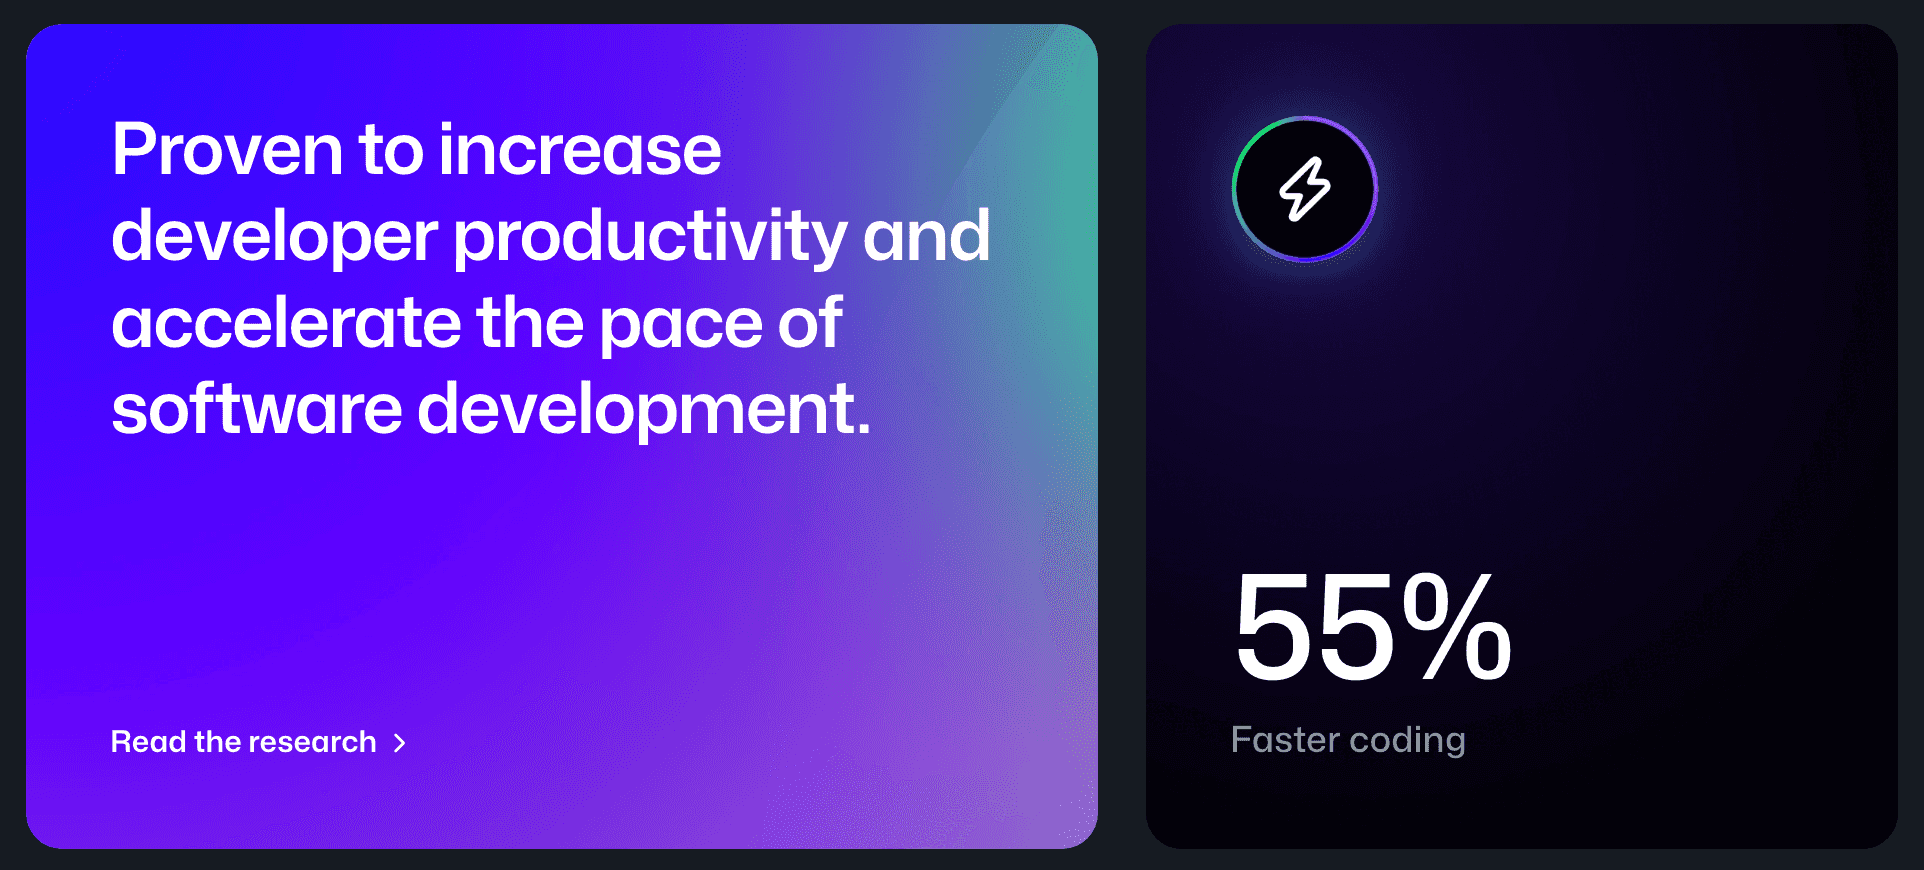 Proven to increase
developer productivity and
accelerate the pace of
software development.
Read the research
55%
Faster coding